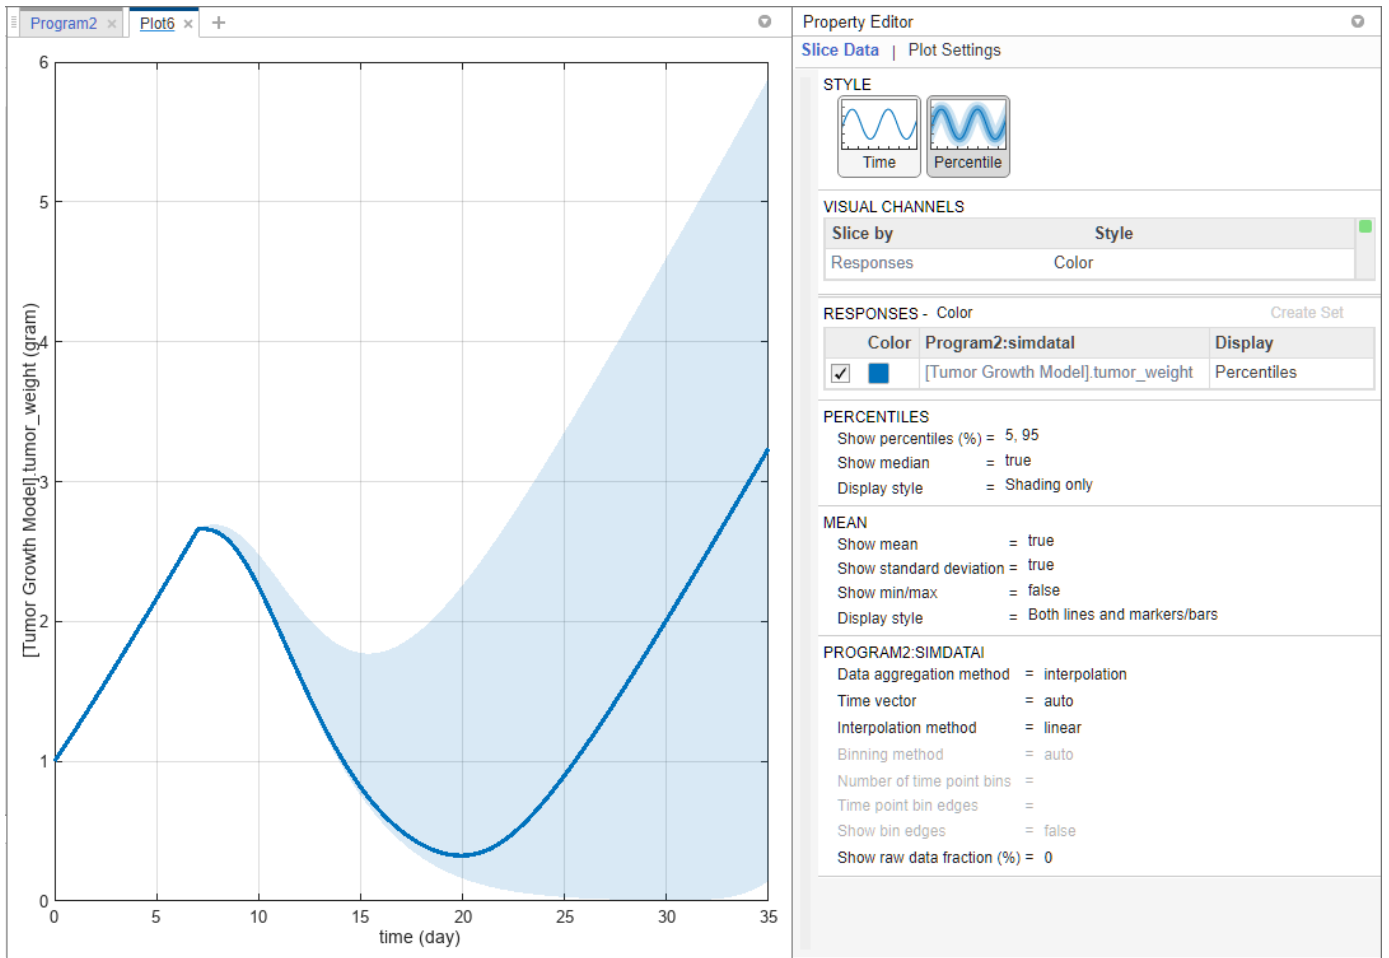 Program2 × Plot6 × +
6
5
4
3
2
1
0
[Tumor Growth Model].tumor_weight (gram)
0 5 10 15 20 25 30 35
time (day)
Property Editor
Slice Data | Plot Settings
STYLE
Time Percentile
VISUAL CHANNELS
Slice by Style
Responses Color
RESPONSES - Color Create Set
Color Program2:simdataI Display
[Tumor Growth Model].tumor_weight Percentiles
PERCENTILES
Show percentiles (%) = 5, 95
Show median = true
Display style = Shading only
MEAN
Show mean = true
Show standard deviation = true
Show min/max = false
Display style = Both lines and markers/bars
PROGRAM2:SIMDATAI
Data aggregation method = interpolation
Time vector = auto
Interpolation method = linear
Binning method = auto
Number of time point bins =
Time point bin edges =
Show bin edges = false
Show raw data fraction (%) = 0